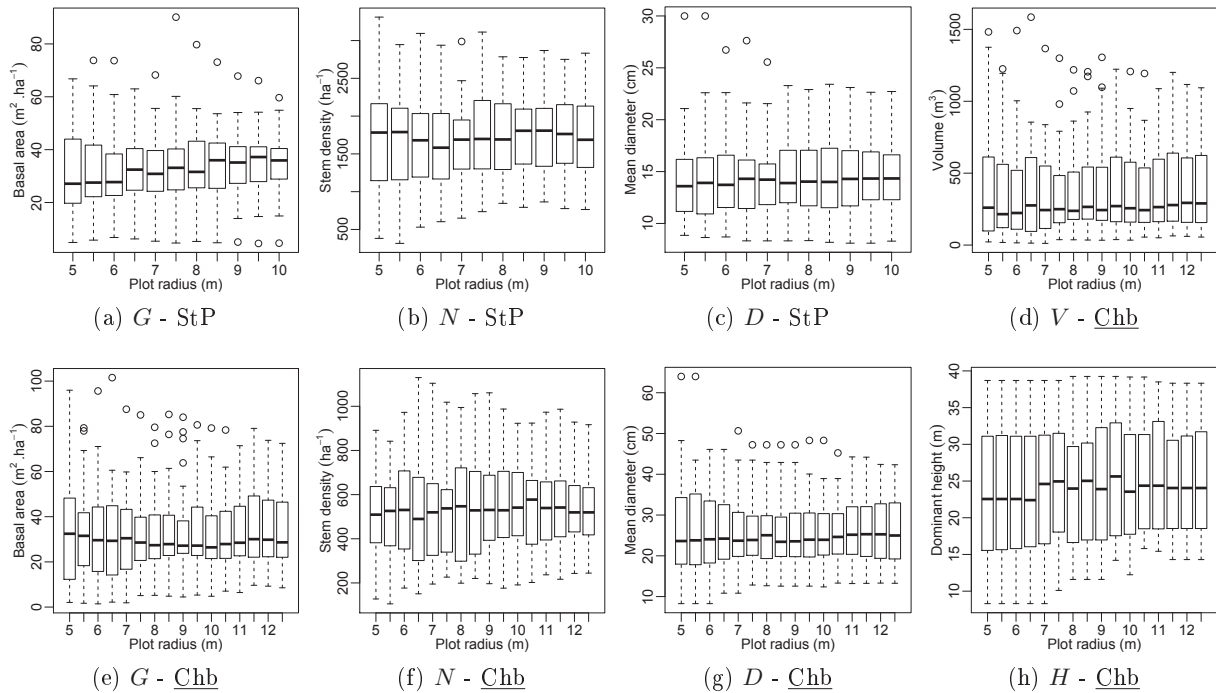 Basal area (m² .ha⁻¹)
20 40 60 80
5 6 7 8 9 10
Plot radius (m)
(a) G - StP
Stem density (ha⁻¹)
500 1500 2500
5 6 7 8 9 10
Plot radius (m)
(b) N - StP
Mean diameter (cm)
10 15 20 25 30
5 6 7 8 9 10
Plot radius (m)
(c) D - StP
Volume (m³)
0 500 1000 1500
5 6 7 8 9 10 11 12
Plot radius (m)
(d) V - Chb
Basal area (m² .ha⁻¹)
0 20 40 60 80 100
5 6 7 8 9 10 11 12
Plot radius (m)
(e) G - Chb
Stem density (ha⁻¹)
200 400 600 800 1000
5 6 7 8 9 10 11 12
Plot radius (m)
(f) N - Chb
Mean diameter (cm)
10 20 30 40 50 60
5 6 7 8 9 10 11 12
Plot radius (m)
(g) D - Chb
Dominant height (m)
10 15 20 25 30 35 40
5 6 7 8 9 10 11 12
Plot radius (m)
(h) H - Chb